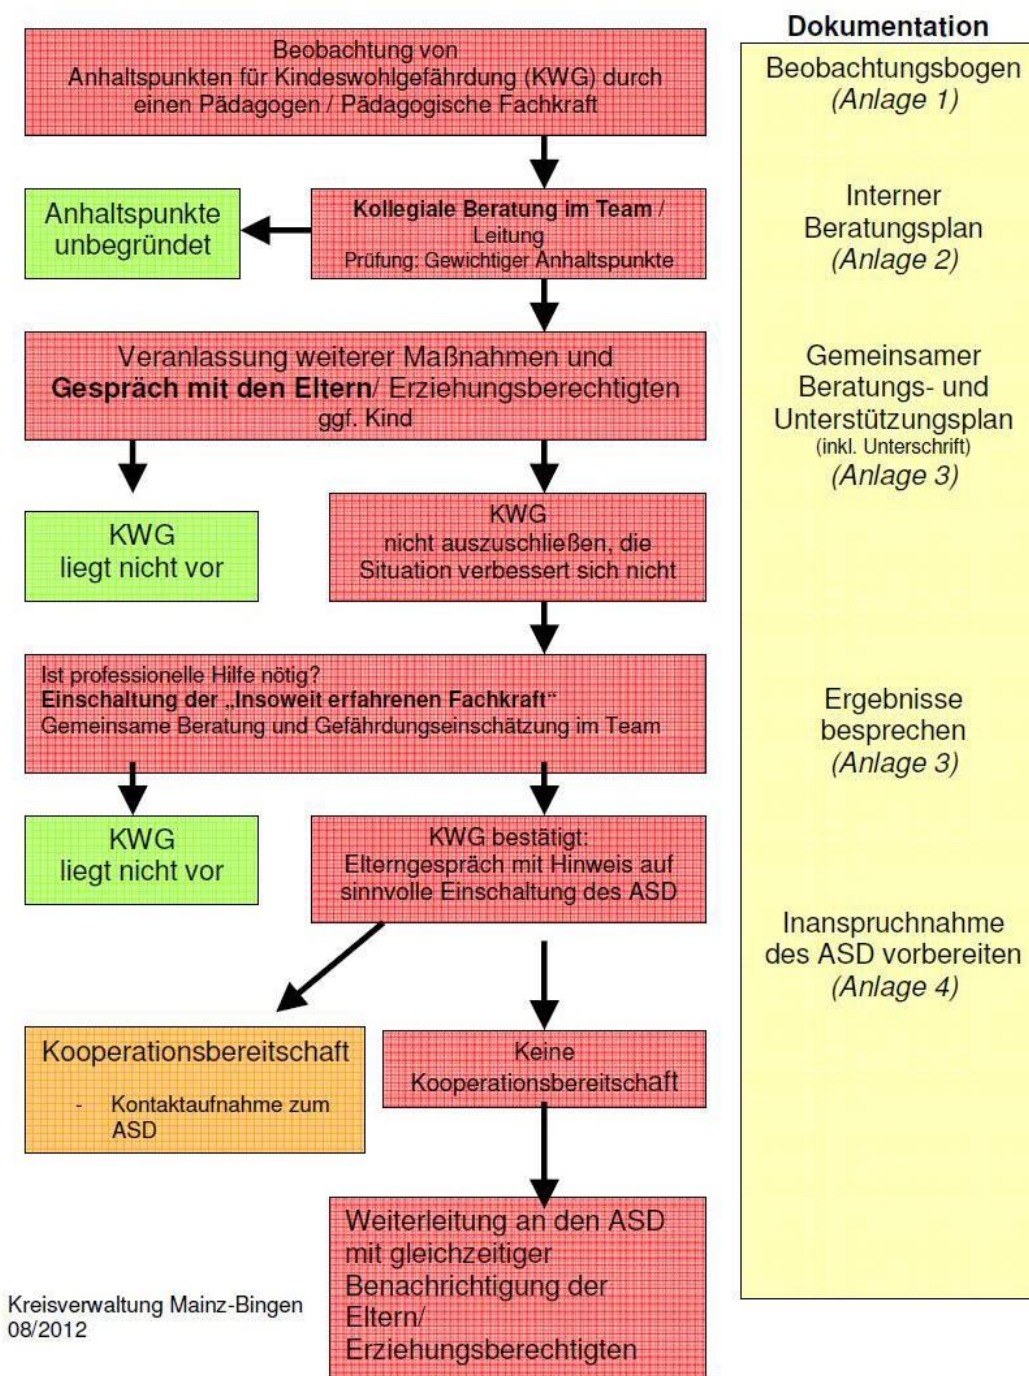 Beobachtung von
Anhaltspunkten für Kindeswohlgefährdung (KWG) durch
einen Pädagogen / Pädagogische Fachkraft
Anhaltspunkte
unbegründet
Kollegiale Beratung im Team /
Leitung
Prüfung: Gewichtiger Anhaltspunkte
Veranlassung weiterer Maßnahmen und
Gespräch mit den Eltern/ Erziehungsberechtigten
ggf. Kind
KWG
liegt nicht vor
KWG
nicht auszuschließen, die
Situation verbessert sich nicht
Ist professionelle Hilfe nötig?
Einschaltung der „Insoweit erfahrenen Fachkraft“
Gemeinsame Beratung und Gefährdungseinschätzung im Team
KWG
liegt nicht vor
KWG bestätigt:
Elterngespräch mit Hinweis auf
sinnvolle Einschaltung des ASD
Kooperationsbereitschaft
- Kontaktaufnahme zum
ASD
Keine
Kooperationsbereitschaft
Weiterleitung an den ASD
mit gleichzeitiger
Benachrichtigung der
Eltern/
Erziehungsberechtigten
Kreisverwaltung Mainz-Bingen
08/2012
Dokumentation
Beobachtungsbogen
(Anlage 1)
Interner
Beratungsplan
(Anlage 2)
Gemeinsamer
Beratungs- und
Unterstützungsplan
(inkl. Unterschrift)
(Anlage 3)
Ergebnisse
besprechen
(Anlage 3)
Inanspruchnahme
des ASD vorbereiten
(Anlage 4)